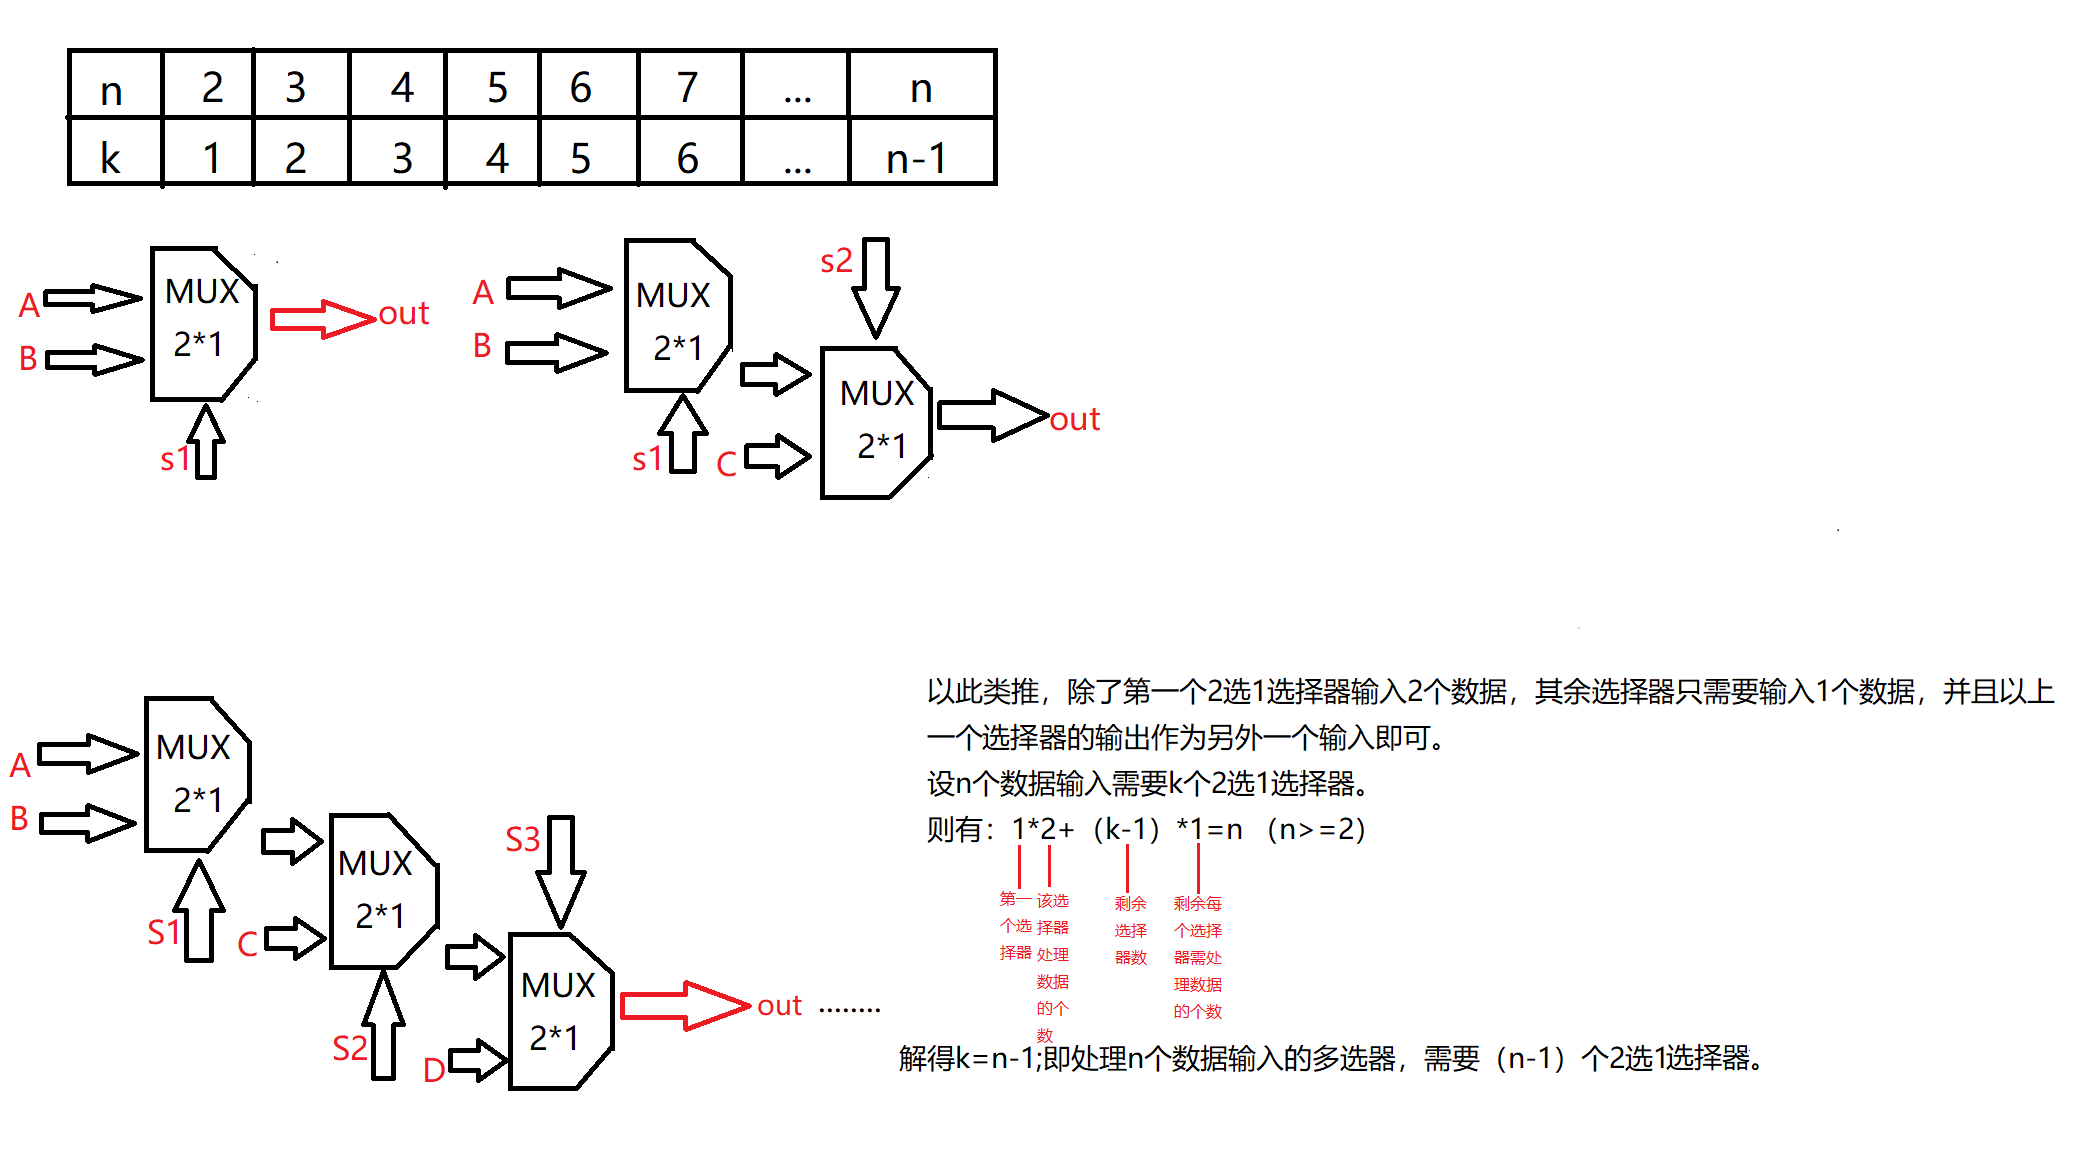 n 2 3 4 5 6 7 ... n
k 1 2 3 4 5 6 ... n-1
A
B
MUX
2*1
s1
out
A
B
MUX
2*1
s1
s2
C
MUX
2*1
out
A
B
MUX
2*1
S1
C
MUX
2*1
S2
S3
D
MUX
2*1
out ........
以此类推，除了第一个2选1选择器输入2个数据，其余选择器只需要输入1个数据，并且以上
一个选择器的输出作为另外一个输入即可。
设n个数据输入需要k个2选1选择器。
则有：1*2+（k-1）*1=n （n>=2）
第一
个选
择器
该选
择器
处理
数据
的个
数
剩余
选择
器数
剩余每
个选择
器需处
理数据
的个数
解得k=n-1;即处理n个数据输入的多选器，需要（n-1）个2选1选择器。